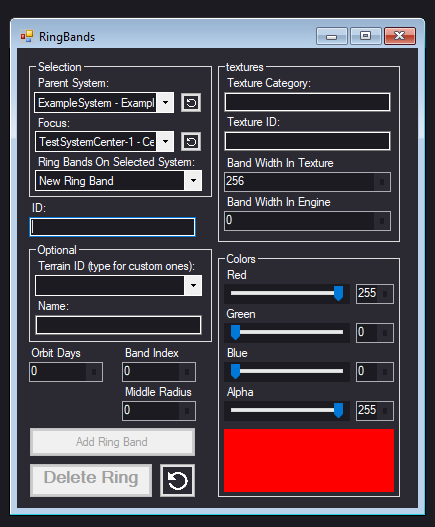 RingBands
Selection
Parent System:
ExampleSystem - Exampl
Focus:
TestSystemCenter-1 - Ce
Ring Bands On Selected System:
New Ring Band
ID:
Optional
Terrain ID (type for custom ones):
Name:
Orbit Days
Band Index
0
0
Middle Radius
0
Add Ring Band
Delete Ring
textures
Texture Category:
Texture ID:
Band Width In Texture
256
Band Width In Engine
0
Colors
Red
255
Green
0
Blue
0
Alpha
255